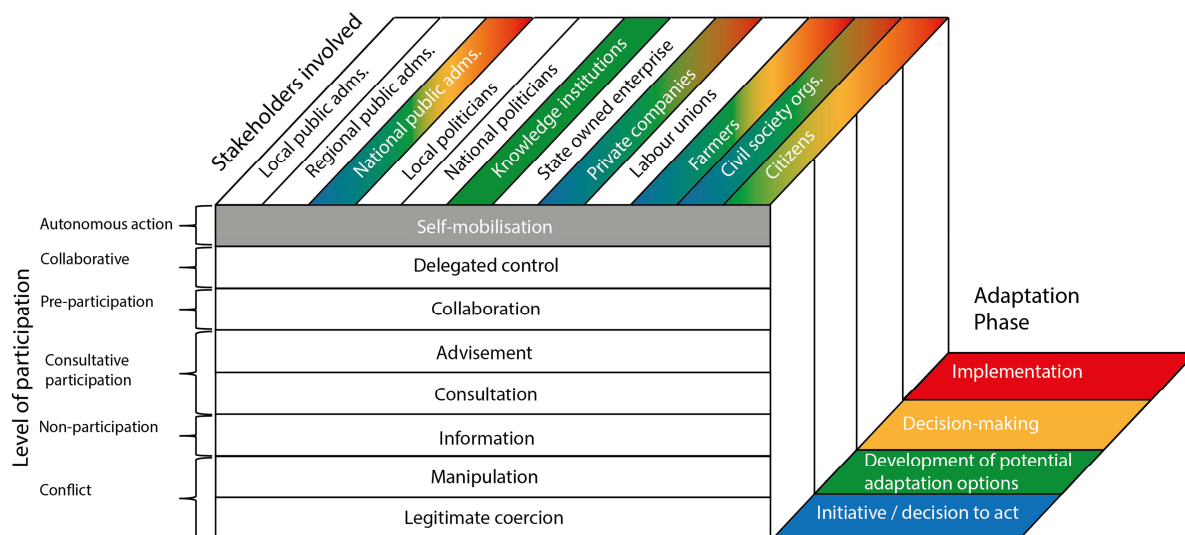 Stakeholders involved
Local public adms.
Regional public adms.
National public adms.
Local politicians
National politicians
Knowledge institutions
State owned enterprise
Private companies
Labour unions
Farmers
Civil society orgs.
Citizens
Level of participation
Autonomous action
Self-mobilisation
Collaborative
Delegated control
Pre-participation
Collaboration
Consultative
participation
Advisement
Consultation
Non-participation
Information
Conflict
Manipulation
Legitimate coercion
Adaptation
Phase
Implementation
Decision-making
Development of potential
adaptation options
Initiative / decision to act